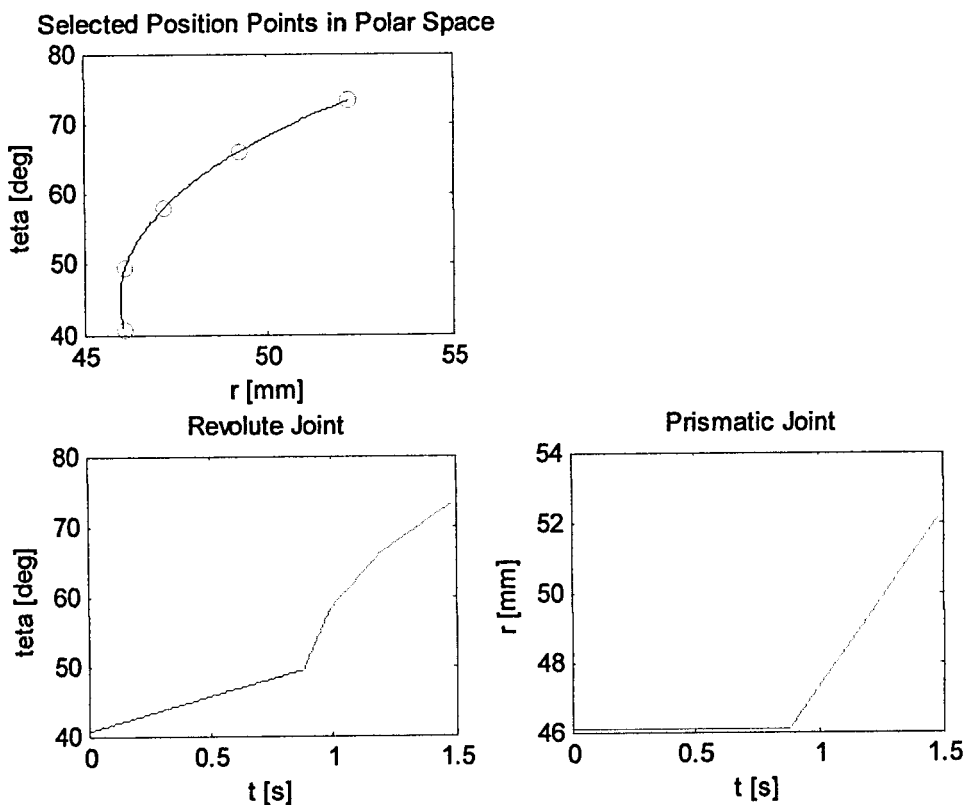 Selected Position Points in Polar Space
80
70
60
50
40
teta [deg]
45
50
55
r [mm]
Revolute Joint
80
70
60
50
40
teta [deg]
0
0.5
1
1.5
t [s]
Prismatic Joint
54
52
50
48
46
r [mm]
0
0.5
1
1.5
t [s]